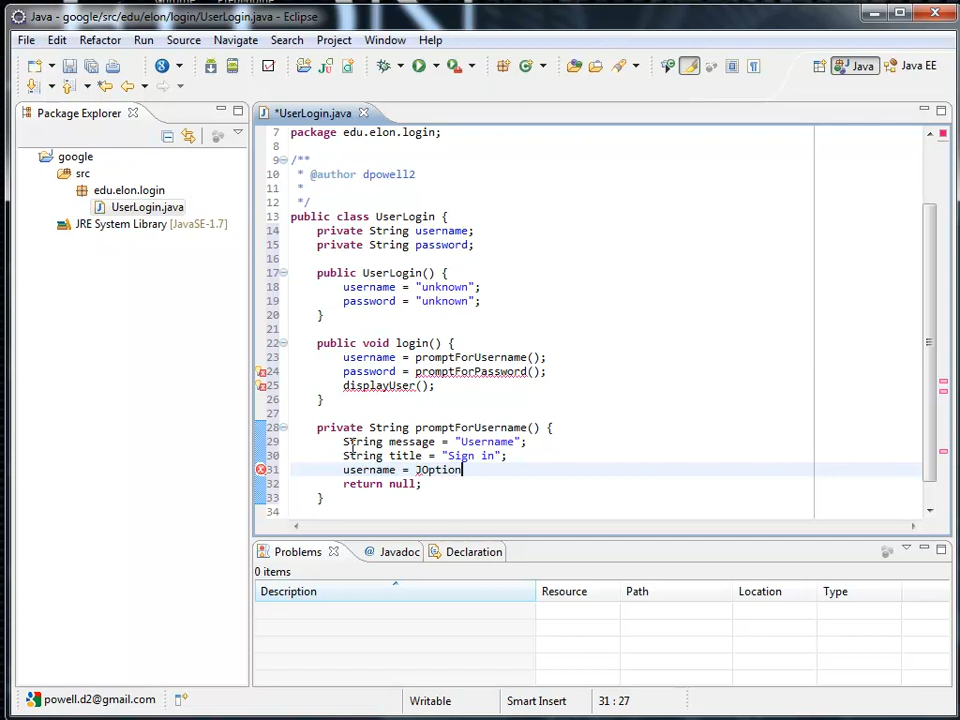 Java - google/src/edu/elon/login/UserLogin.java - Eclipse
File Edit Refactor Run Source Navigate Search Project Window Help
Java Java EE
Package Explorer
*UserLogin.java
google
src
edu.elon.login
UserLogin.java
JRE System Library [JavaSE-1.7]
7 package edu.elon.login;
8
9 /**
10 * @author dpowell2
11 *
12 */
13 public class UserLogin {
14 private String username;
15 private String password;
16
17 public UserLogin() {
18 username = "unknown";
19 password = "unknown";
20 }
21
22 public void login() {
23 username = promptForUsername();
24 password = promptForPassword();
25 displayUser();
26 }
27
28 private String promptForUsername() {
29 String message = "Username";
30 String title = "Sign in";
31 username = JOption
32 return null;
33 }
34
Problems @ Javadoc Declaration
0 items
Description Resource Path Location Type
powell.d2@gmail.com Writable Smart Insert 31 : 27